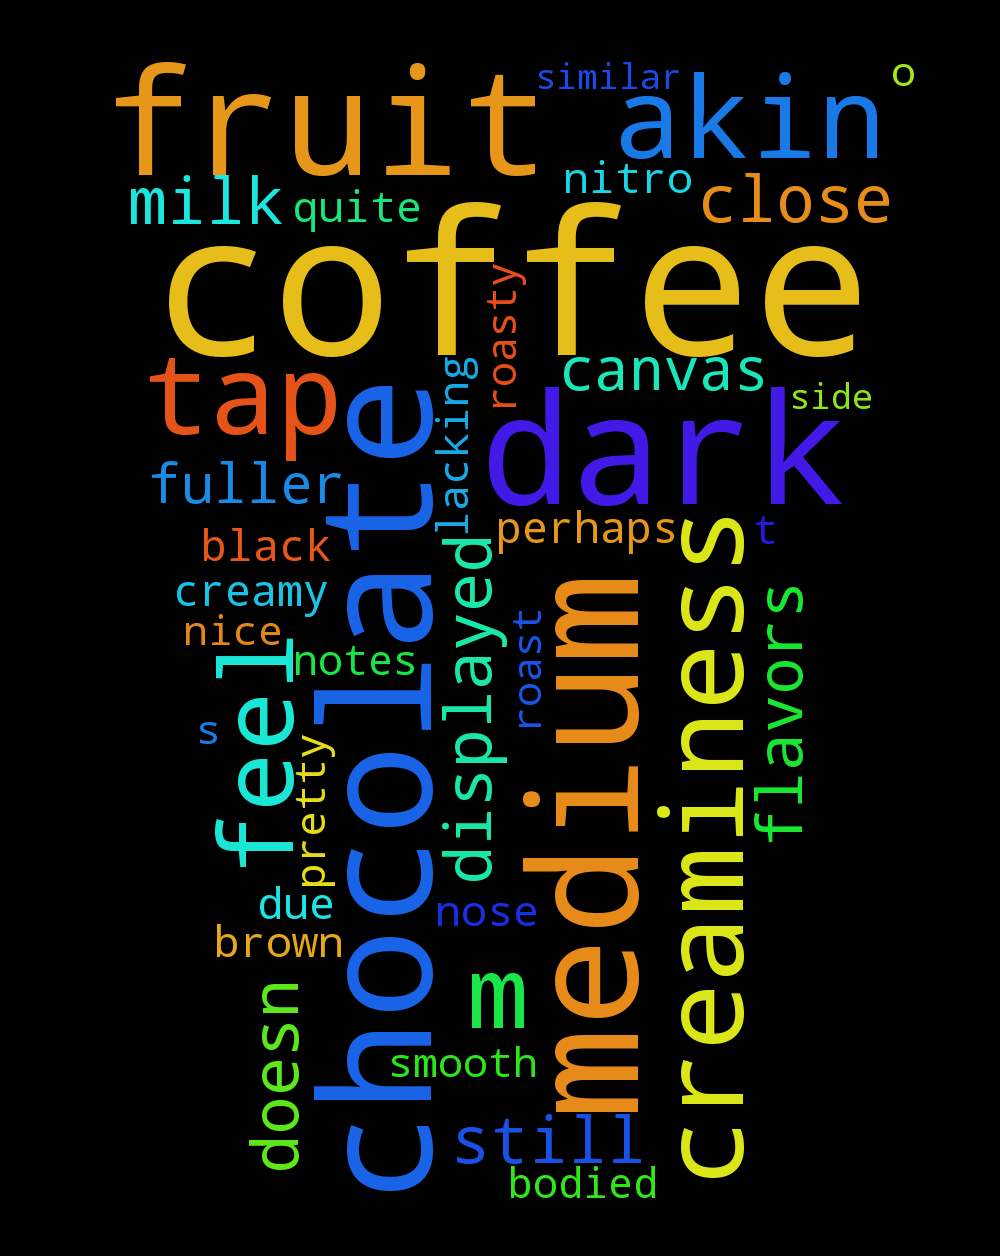 fruit
similar
akin
o
milk
quite
nitro
close
coffee
roasty
tap
canvas
side
lacking
dark
fuller
chocolate
perhaps
t
black
creamy
displayed
medium
creaminess
flavors
nice
notes
roast
feel
s
pretty
due
nose
brown
m
doesn
smooth
still
bodied